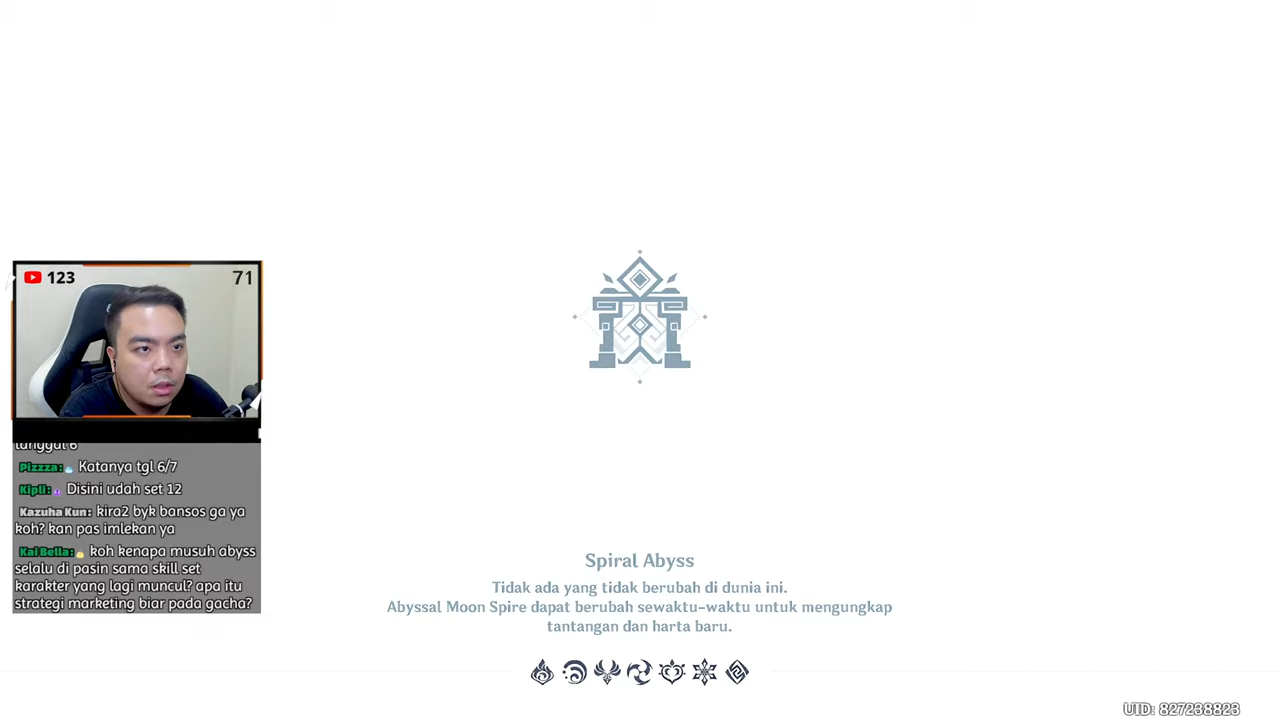 123
71
tanggal 6
Pizzza: Katanya tgl 6/7
Kipli: Disini udah set 12
Kazuha Kun: kira2 byk bansos ga ya
koh? kan pas imlekan ya
Kai Bella: koh kenapa musuh abyss
selalu di pasin sama skill set
karakter yang lagi muncul? apa itu
strategi marketing biar pada gacha?
Spiral Abyss
Tidak ada yang tidak berubah di dunia ini.
Abyssal Moon Spire dapat berubah sewaktu-waktu untuk mengungkap
tantangan dan harta baru.
UID: 827238823